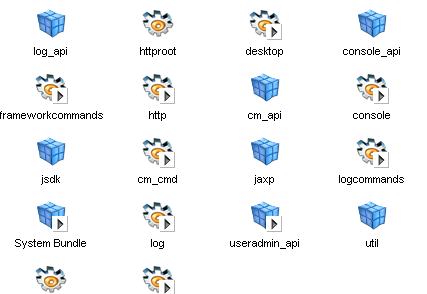 log_api httproot desktop console_api
frameworkcommands http cm_api console
jsdk cm_cmd jaxp logcommands
System Bundle log useradmin_api util